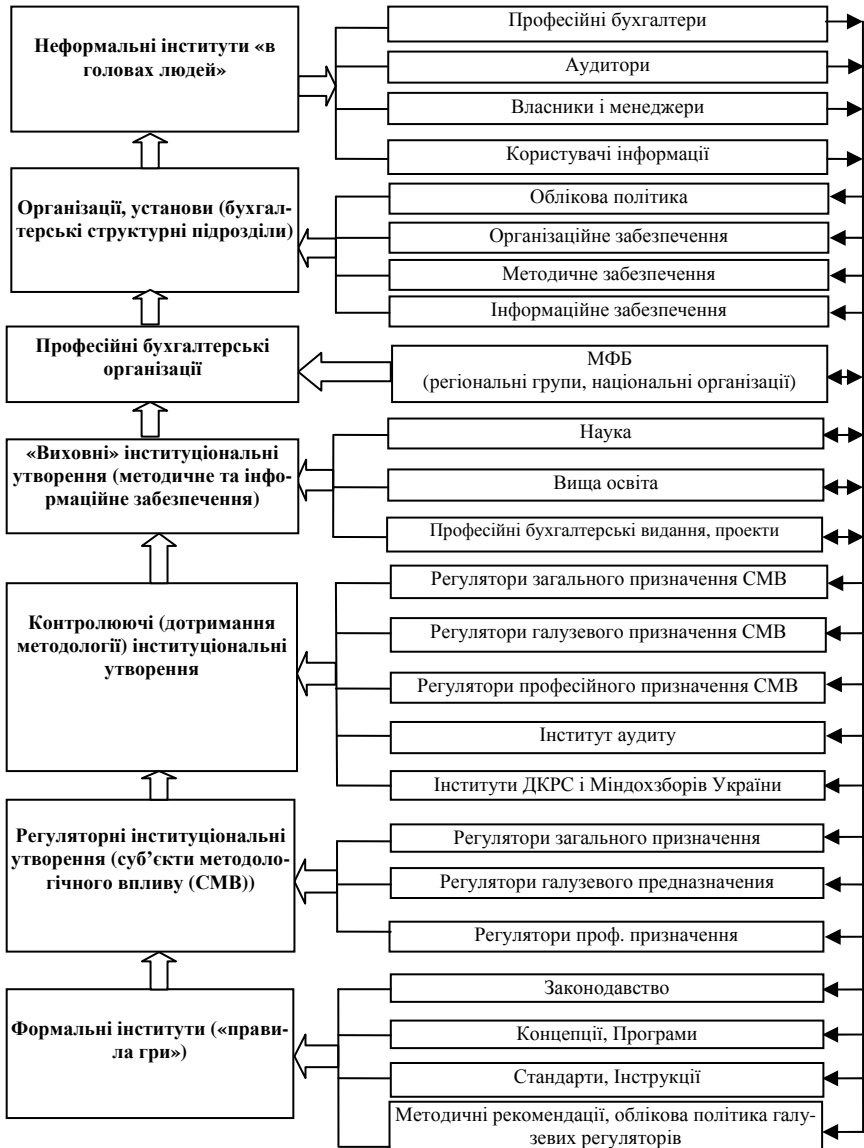 Неформальні інститути «в
головах людей»
Професійні бухгалтери
Аудитори
Власники і менеджери
Користувачі інформації
Організації, установи (бухгал-
терські структурні підрозділи)
Облікова політика
Організаційне забезпечення
Методичне забезпечення
Інформаційне забезпечення
Професійні бухгалтерські
організації
МФБ
(регіональні групи, національні організації)
«Виховні» інституціональні
утворення (методичне та інфо-
рмаційне забезпечення)
Наука
Вища освіта
Професійні бухгалтерські видання, проекти
Контролюючі (дотримання
методології) інституціональні
утворення
Регулятори загального призначення СМВ
Регулятори галузевого призначення СМВ
Регулятори професійного призначення СМВ
Інститут аудиту
Інститути ДКРС і Міндохзборів України
Регуляторні інституціональні
утворення (суб’єкти методоло-
гічного впливу (СМВ))
Регулятори загального призначення
Регулятори галузевого предназначения
Регулятори проф. призначення
Формальні інститути («прави-
ла гри»)
Законодавство
Концепції, Програми
Стандарти, Інструкції
Методичні рекомендації, облікова політика галу-
зевих регуляторів